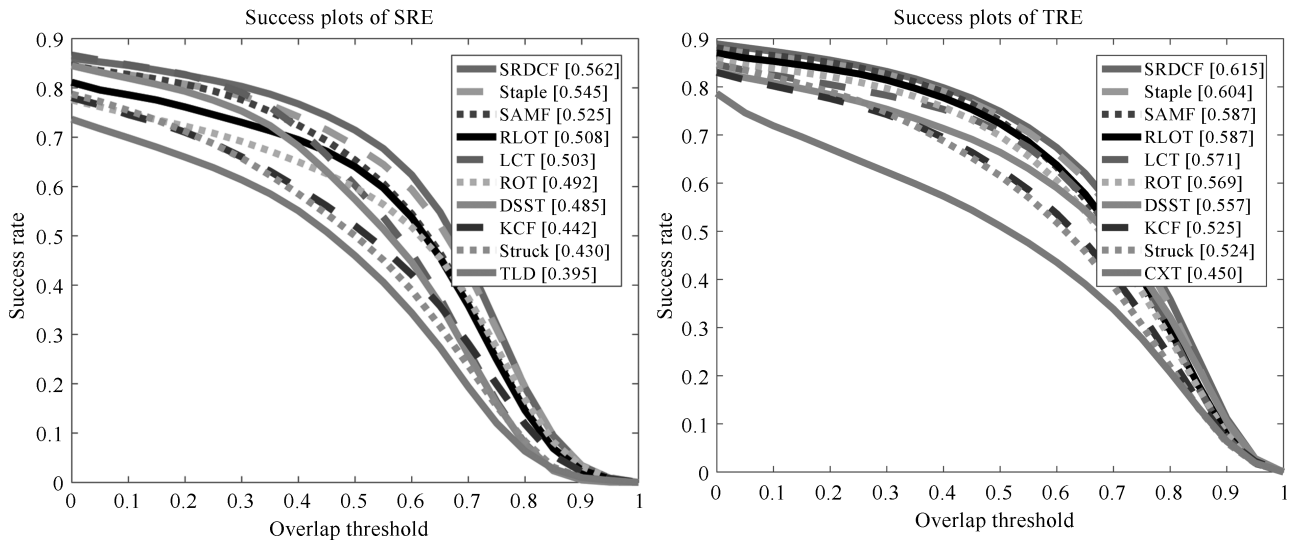 Success plots of SRE
0.9
0.8
0.7
0.6
0.5
0.4
0.3
0.2
0.1
0
Success rate
SRDCF [0.562]
Staple [0.545]
SAMF [0.525]
RLOT [0.508]
LCT [0.503]
ROT [0.492]
DSST [0.485]
KCF [0.442]
Struck [0.430]
TLD [0.395]
0 0.1 0.2 0.3 0.4 0.5 0.6 0.7 0.8 0.9 1
Overlap threshold
Success plots of TRE
0.9
0.8
0.7
0.6
0.5
0.4
0.3
0.2
0.1
0
Success rate
SRDCF [0.615]
Staple [0.604]
SAMF [0.587]
RLOT [0.587]
LCT [0.571]
ROT [0.569]
DSST [0.557]
KCF [0.525]
Struck [0.524]
CXT [0.450]
0 0.1 0.2 0.3 0.4 0.5 0.6 0.7 0.8 0.9 1
Overlap threshold